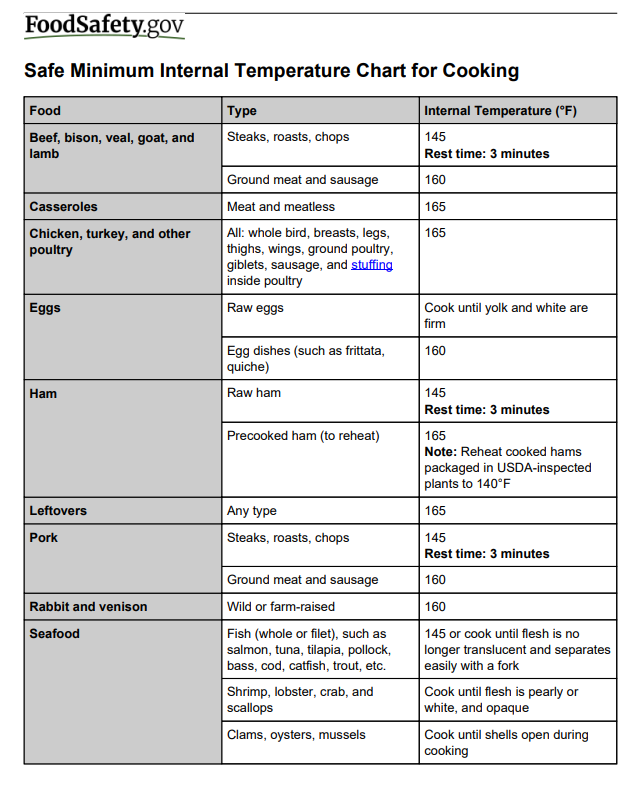 FoodSafety.gov
Safe Minimum Internal Temperature Chart for Cooking
Food Type Internal Temperature (°F)
Beef, bison, veal, goat, and
lamb
Steaks, roasts, chops
145
Rest time: 3 minutes
Ground meat and sausage
160
Casseroles
Meat and meatless
165
Chicken, turkey, and other
poultry
All: whole bird, breasts, legs,
thighs, wings, ground poultry,
giblets, sausage, and stuffing
inside poultry
165
Eggs
Raw eggs
Cook until yolk and white are
firm
Egg dishes (such as frittata,
quiche)
160
Ham
Raw ham
145
Rest time: 3 minutes
Precooked ham (to reheat)
165
Note: Reheat cooked hams
packaged in USDA-inspected
plants to 140°F
Leftovers
Any type
165
Pork
Steaks, roasts, chops
145
Rest time: 3 minutes
Ground meat and sausage
160
Rabbit and venison
Wild or farm-raised
160
Seafood
Fish (whole or filet), such as
salmon, tuna, tilapia, pollock,
bass, cod, catfish, trout, etc.
145 or cook until flesh is no
longer translucent and separates
easily with a fork
Shrimp, lobster, crab, and
scallops
Cook until flesh is pearly or
white, and opaque
Clams, oysters, mussels
Cook until shells open during
cooking